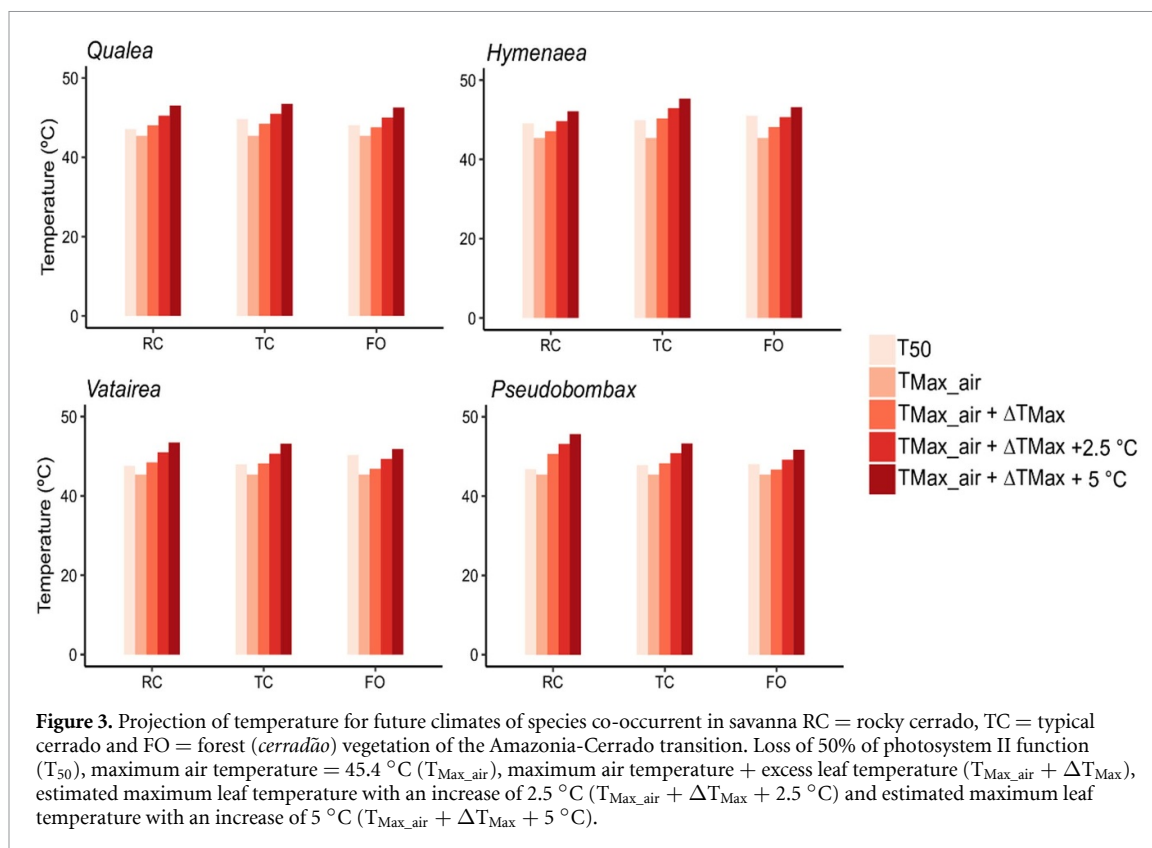 Qualea
Hymenaea
50
40
20
0
Temperature (ºC)
RC
TC
FO
50
40
20
0
RC
TC
FO
T50
TMax_air
TMax_air + ΔTMax
TMax_air + ΔTMax +2.5 °C
TMax_air + ΔTMax + 5 °C
Vatairea
Pseudobombax
50
40
20
0
Temperature (ºC)
RC
TC
FO
50
40
20
0
RC
TC
FO
Figure 3. Projection of temperature for future climates of species co-occurrent in savanna RC = rocky cerrado, TC = typical
cerrado and FO = forest (cerradão) vegetation of the Amazonia-Cerrado transition. Loss of 50% of photosystem II function
(T50), maximum air temperature = 45.4 °C (TMax_air), maximum air temperature + excess leaf temperature (TMax_air + ΔTMax),
estimated maximum leaf temperature with an increase of 2.5 °C (TMax_air + ΔTMax + 2.5 °C) and estimated maximum leaf
temperature with an increase of 5 °C (TMax_air + ΔTMax + 5 °C).